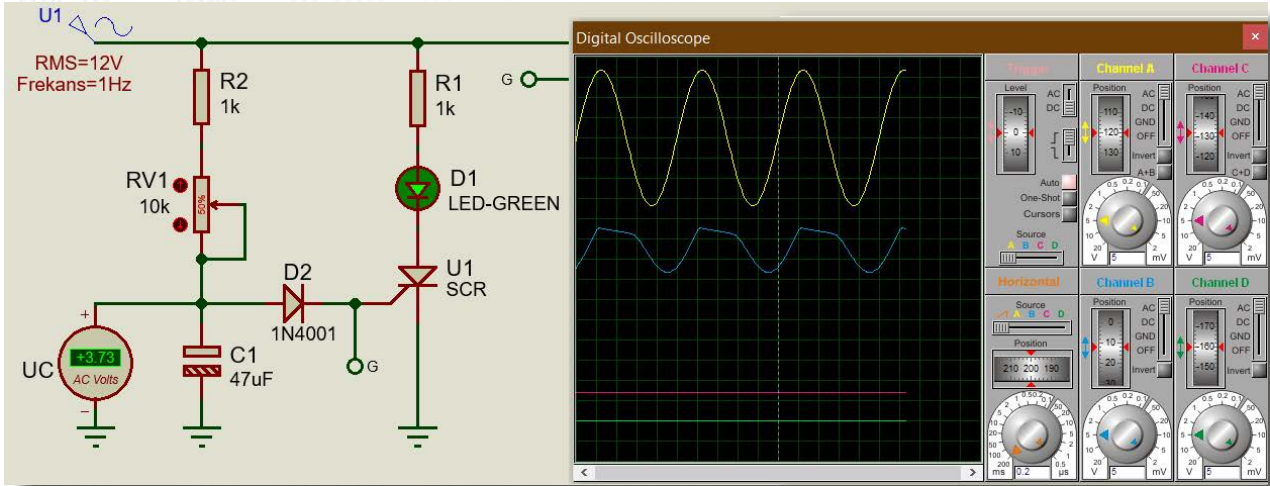 U1
RMS=12V
Frekans=1Hz
R2
1k
RV1
10k
50%
R1
1k
D1
LED-GREEN
U1
SCR
D2
1N4001
G
G
UC
+
+3.73
AC Volts
-
C1
47uF
Digital Oscilloscope
Trigger
Level
-10
0
10
AC
DC
Auto
One-Shot
Cursors
Source
A B C D
Channel A
Position
110
-120
130
AC
DC
GND
OFF
Invert
A+B
V 5 mV
Channel C
Position
-140
-130
-120
AC
DC
GND
OFF
Invert
C+D
V 5 mV
Horizontal
Source
A B C D
Position
210 200 190
ms 0.2 µs
Channel B
Position
0
10
20
30
AC
DC
GND
OFF
Invert
V 5 mV
Channel D
Position
-170
-160
-150
AC
DC
GND
OFF
Invert
V 5 mV